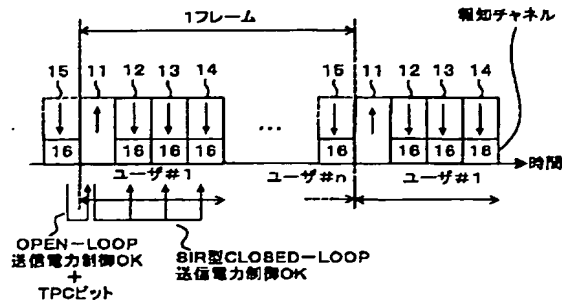 1フレーム
報知チャネル
15 11 12 13 14 15 11 12 13 14
...
16 16 16 16 16 16 16 16
時間
ユーザ#1 ユーザ#n ユーザ#1
OPEN-LOOP
送信電力制御OK
+
TPCビット
SIR型CLOSED-LOOP
送信電力制御OK